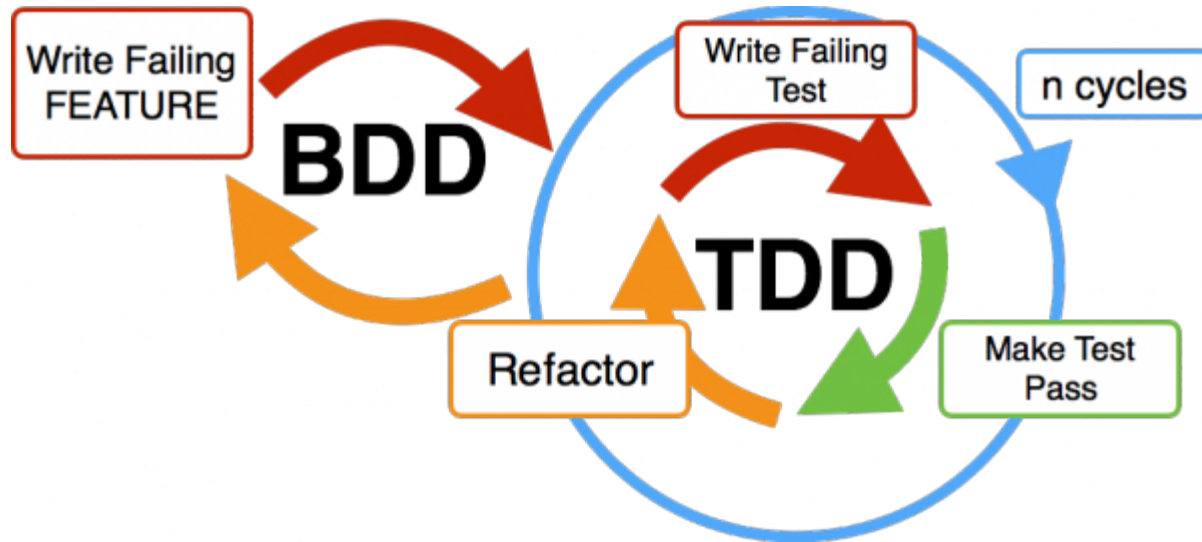 Write Failing
FEATURE
BDD
Write Failing
Test
n cycles
TDD
Refactor
Make Test
Pass